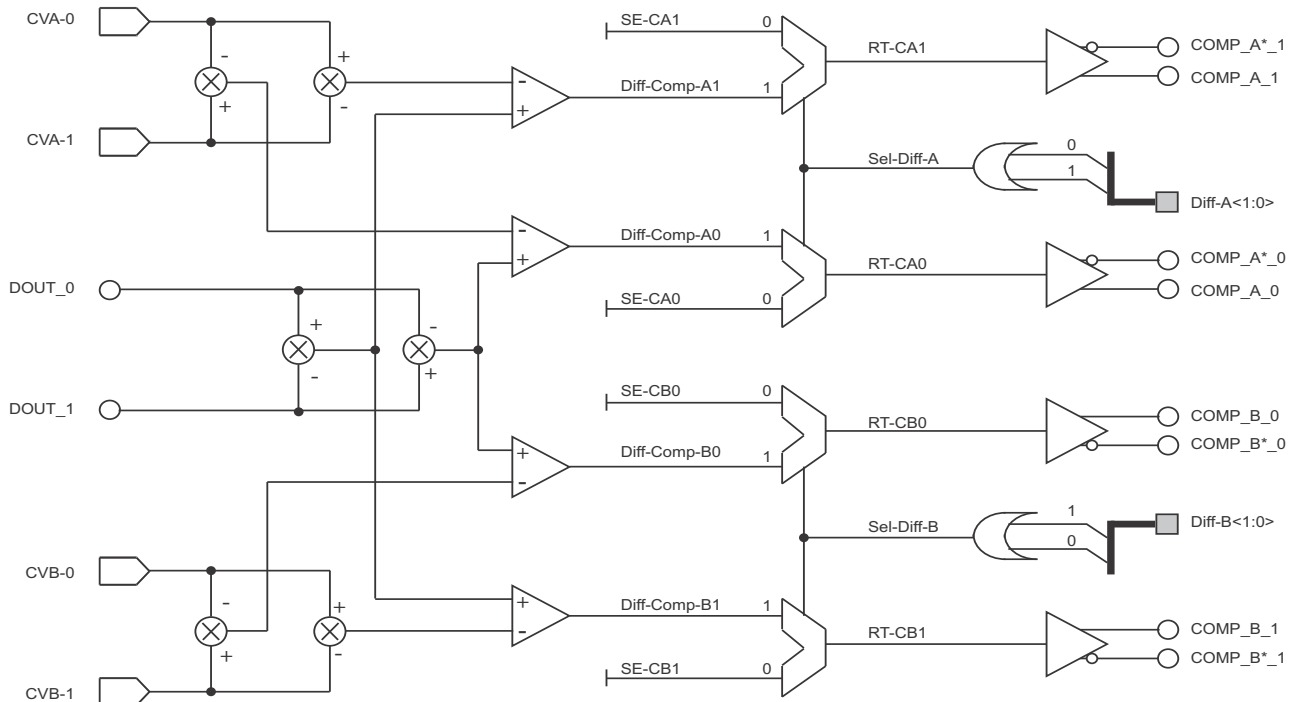 CVA-0
SE-CA1
0
RT-CA1
COMP_A*_1
COMP_A_1
-
+
+
-
Diff-Comp-A1
1
-
+
CVA-1
Sel-Diff-A
0
1
Diff-A<1:0>
-
+
Diff-Comp-A0
1
RT-CA0
COMP_A*_0
COMP_A_0
DOUT_0
SE-CA0
0
+
-
-
+
DOUT_1
SE-CB0
0
RT-CB0
COMP_B_0
COMP_B*_0
+
-
Diff-Comp-B0
1
Sel-Diff-B
1
0
Diff-B<1:0>
CVB-0
-
+
+
-
+
-
Diff-Comp-B1
1
RT-CB1
COMP_B_1
COMP_B*_1
SE-CB1
0
CVB-1